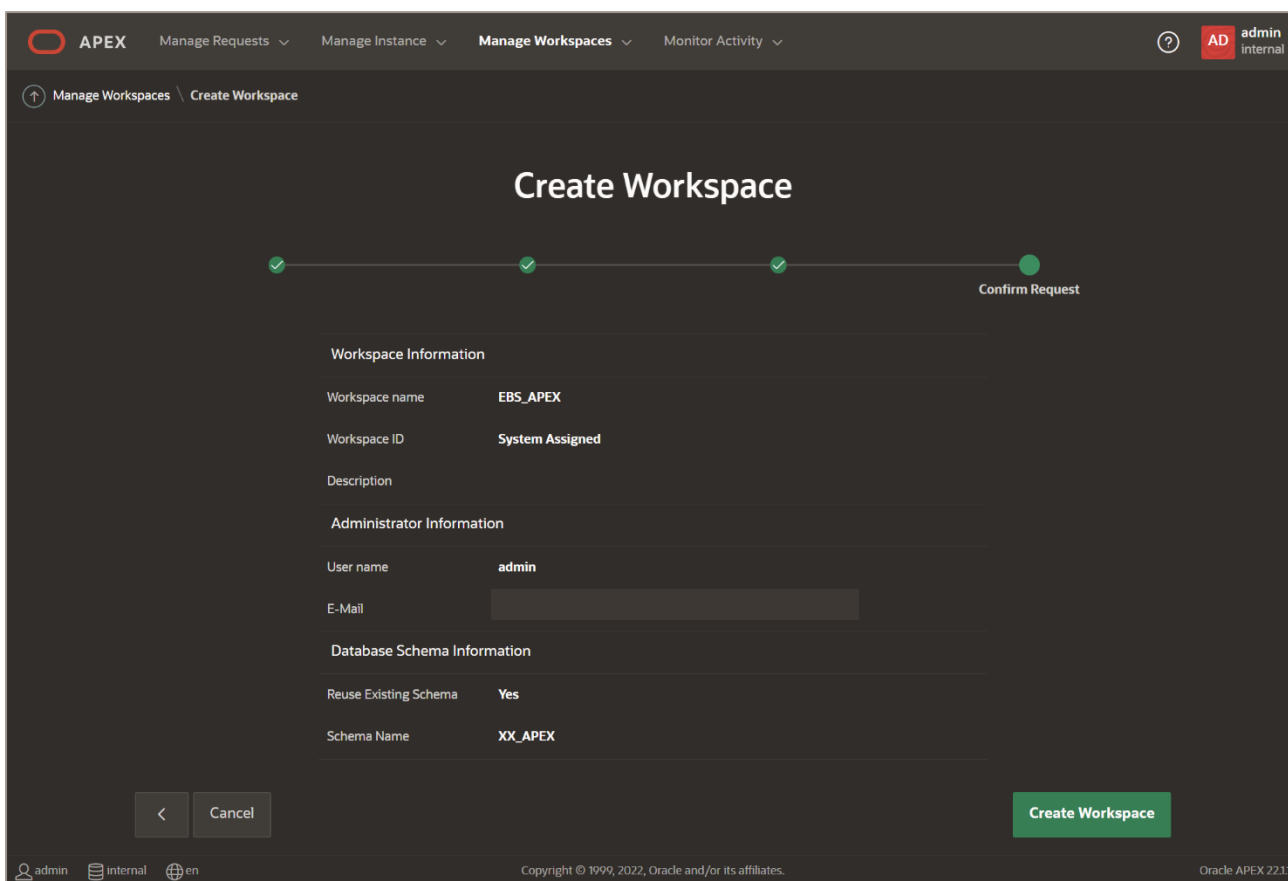 APEX Manage Requests Manage Instance Manage Workspaces Monitor Activity ? AD admin
internal
Manage Workspaces \ Create Workspace
Create Workspace
Confirm Request
Workspace Information
Workspace name EBS_APEX
Workspace ID System Assigned
Description
Administrator Information
User name admin
E-Mail
Database Schema Information
Reuse Existing Schema Yes
Schema Name XX_APEX
Cancel Create Workspace
admin internal en Copyright © 1999, 2022, Oracle and/or its affiliates. Oracle APEX